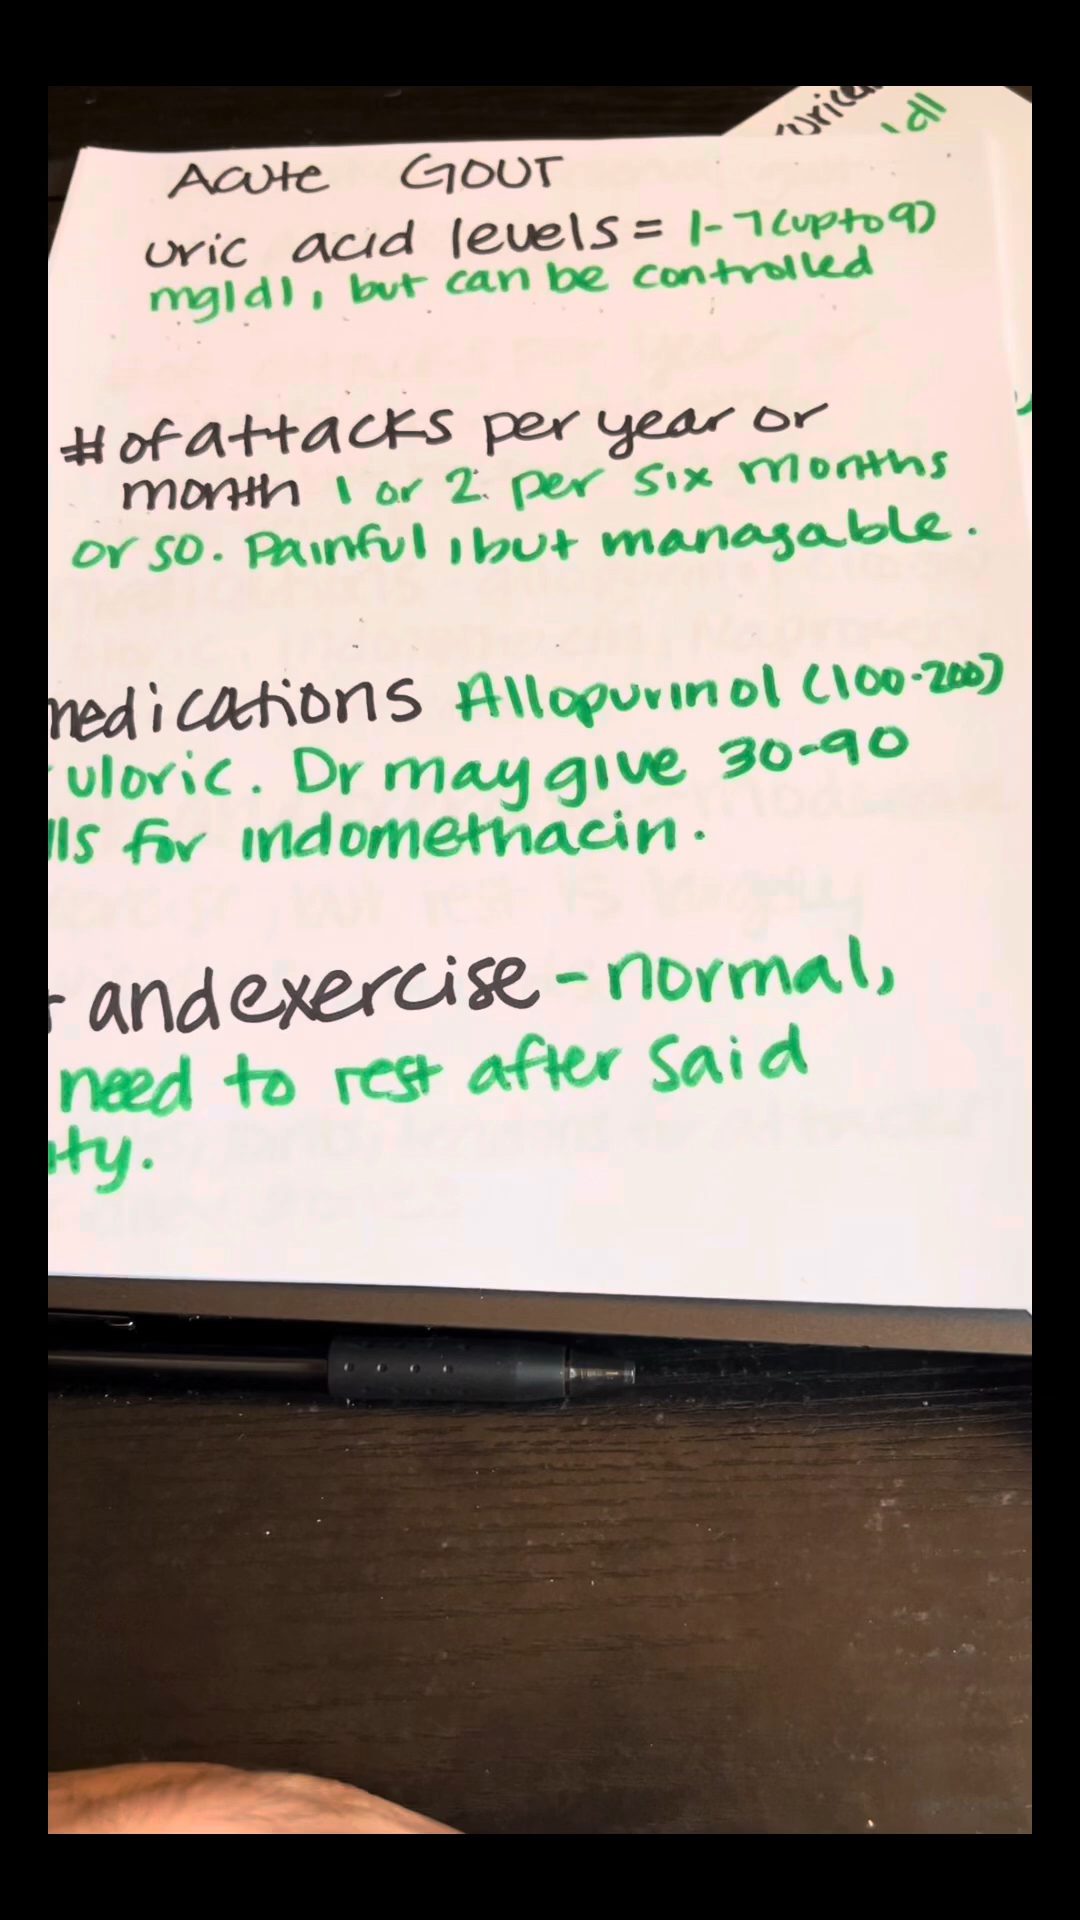 Acute GOUT
uric acid levels = 1-7 (up to 9)
mg/dl, but can be controlled
# of attacks per year or
month 1 or 2 per six months
or so. Painful, but managable.
medications Allopurinol (100-200)
uloric. Dr may give 30-90
for indomethacin.
and exercise - normal,
need to rest after said